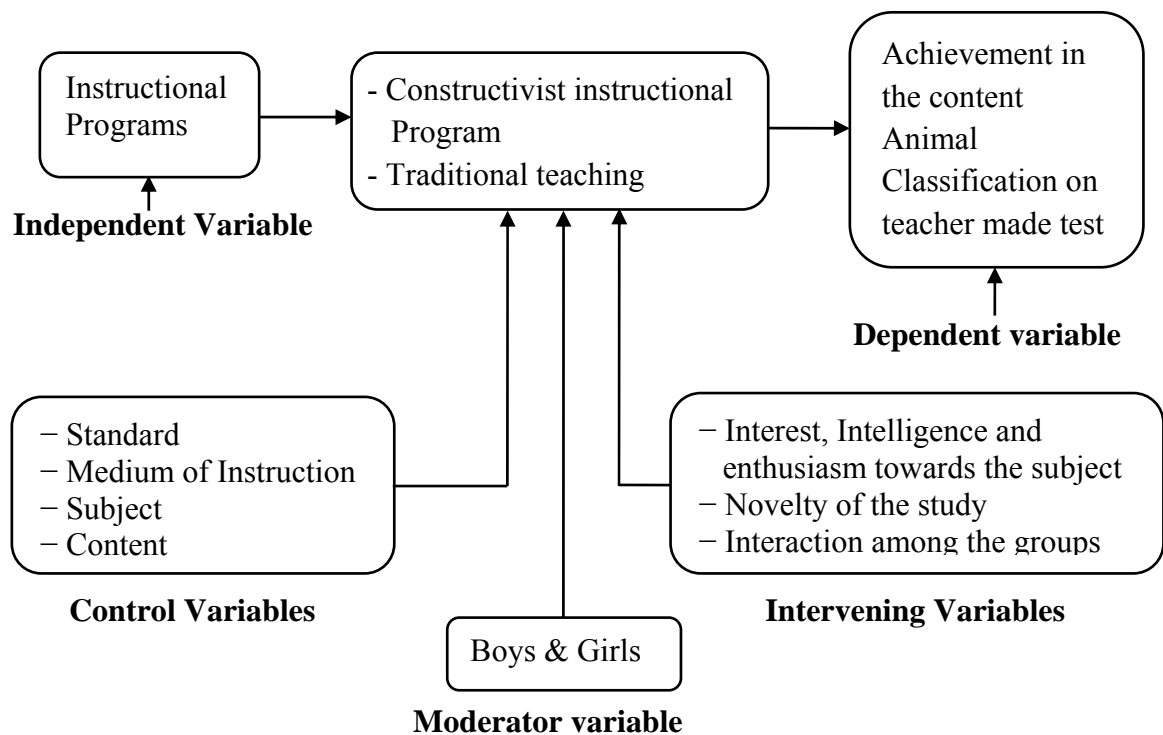 Instructional
Programs
Independent Variable
- Constructivist instructional
Program
- Traditional teaching
Achievement in
the content
Animal
Classification on
teacher made test
Dependent variable
− Standard
− Medium of Instruction
− Subject
− Content
Control Variables
Boys & Girls
Moderator variable
− Interest, Intelligence and
enthusiasm towards the subject
− Novelty of the study
− Interaction among the groups
Intervening Variables